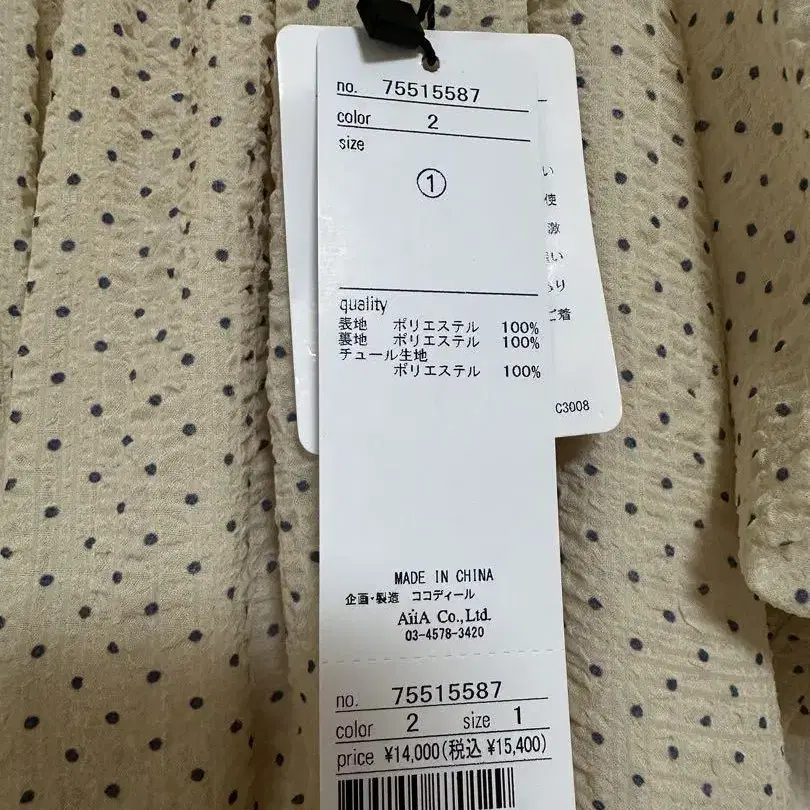 no. 75515587
color 2
size
①
quality
表地 ポリエステル 100%
裏地 ポリエステル 100%
チュール生地
ポリエステル 100%
MADE IN CHINA
企画・製造 ココディール
AiiA Co.,Ltd.
03-4578-3420
no. 75515587
color 2 size 1
price ¥14,000(税込 ¥15,400)
い
使
激
い
り
ご着
C3008